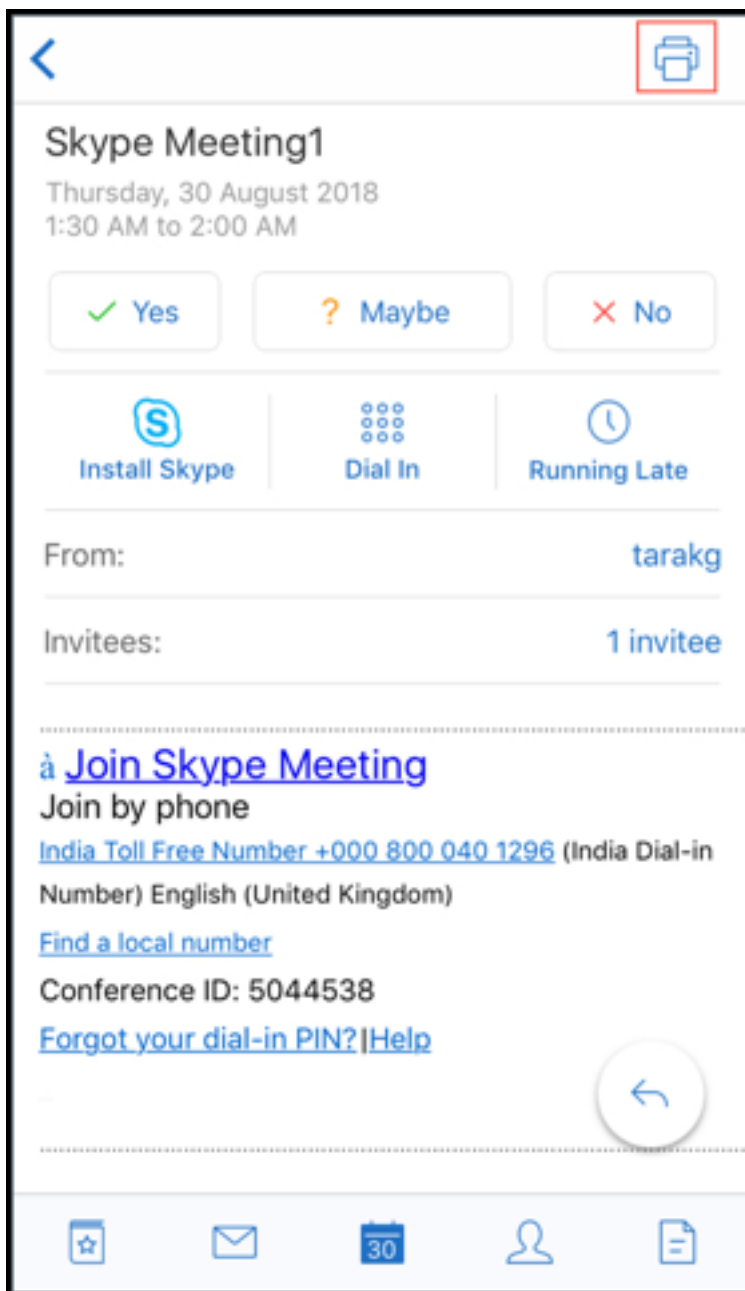 Skype Meeting1
Thursday, 30 August 2018
1:30 AM to 2:00 AM
Yes
Maybe
No
Install Skype
Dial In
Running Late
From: tarakg
Invitees: 1 invitee
à Join Skype Meeting
Join by phone
India Toll Free Number +000 800 040 1296 (India Dial-in
Number) English (United Kingdom)
Find a local number
Conference ID: 5044538
Forgot your dial-in PIN?|Help
30